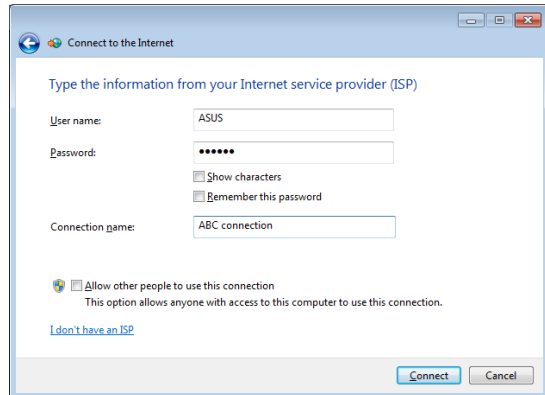 Connect to the Internet
Type the information from your Internet service provider (ISP)
User name: ASUS
Password: ••••••
Show characters
Remember this password
Connection name: ABC connection
Allow other people to use this connection
This option allows anyone with access to this computer to use this connection.
I don't have an ISP
Connect Cancel